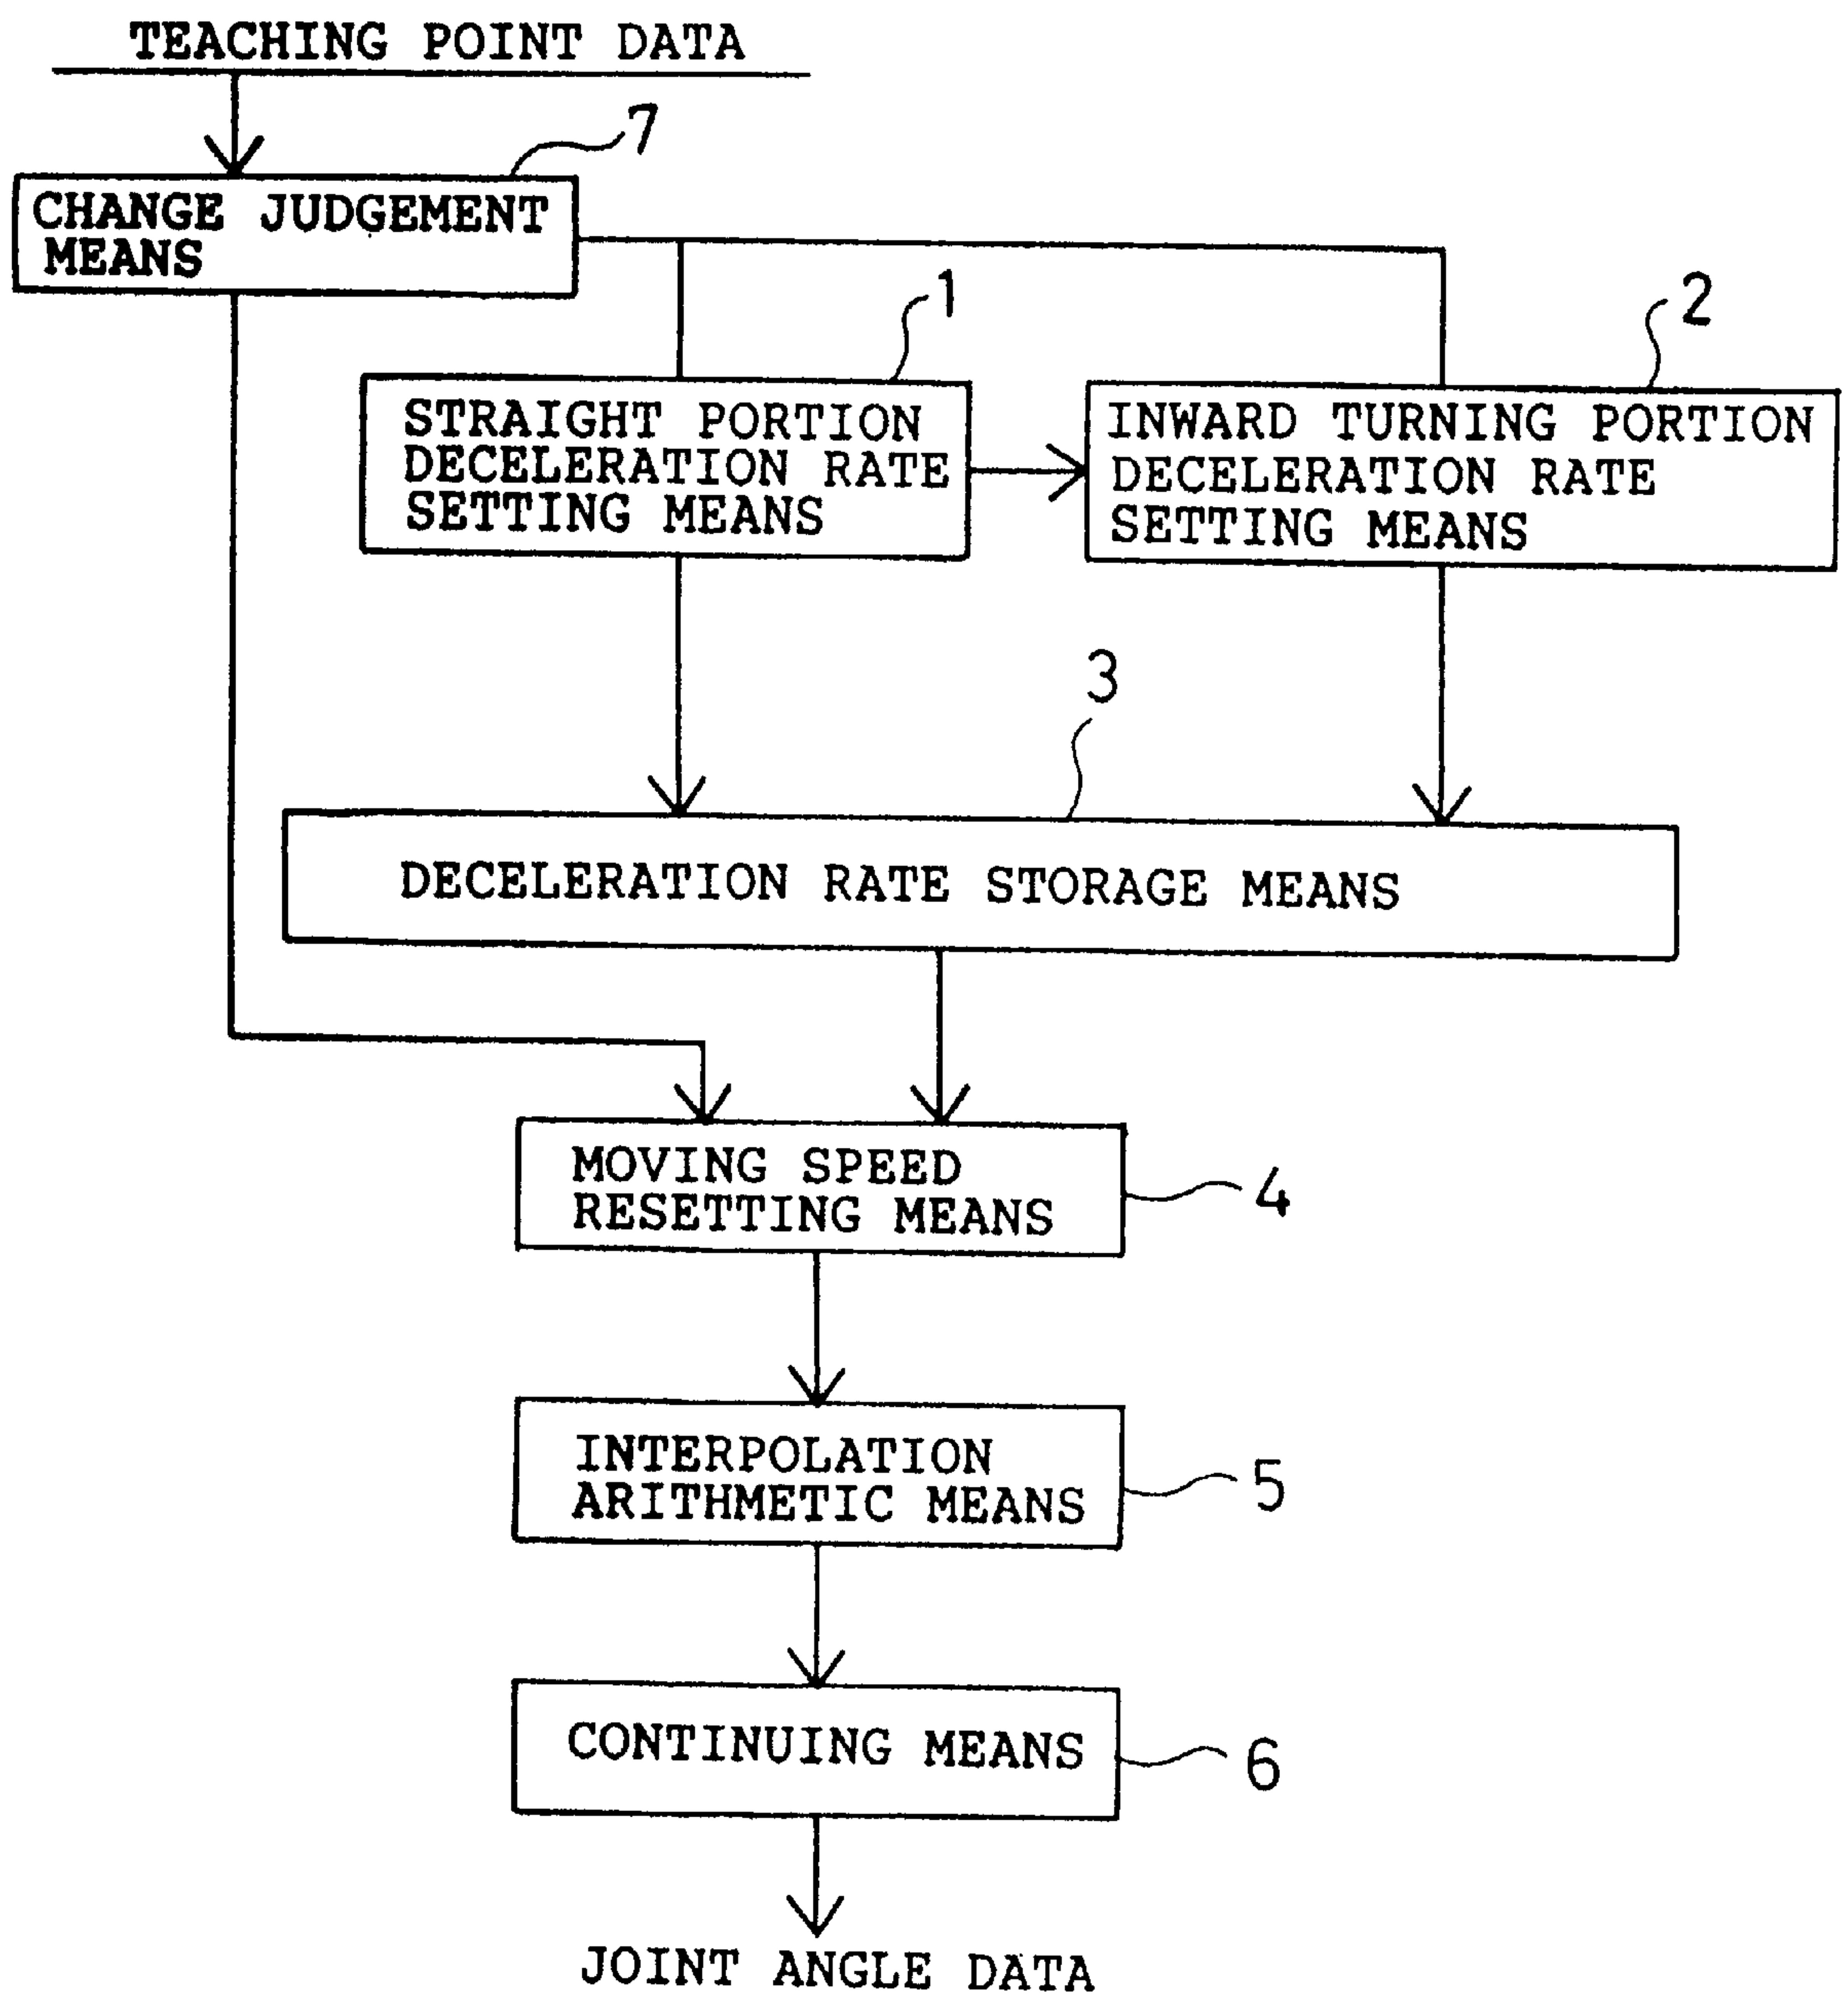 TEACHING POINT DATA
7
CHANGE JUDGEMENT
MEANS
1
2
STRAIGHT PORTION
DECELERATION RATE
SETTING MEANS
INWARD TURNING PORTION
DECELERATION RATE
SETTING MEANS
3
DECELERATION RATE STORAGE MEANS
MOVING SPEED
RESETTING MEANS
4
INTERPOLATION
ARITHMETIC MEANS
5
CONTINUING MEANS
6
JOINT ANGLE DATA